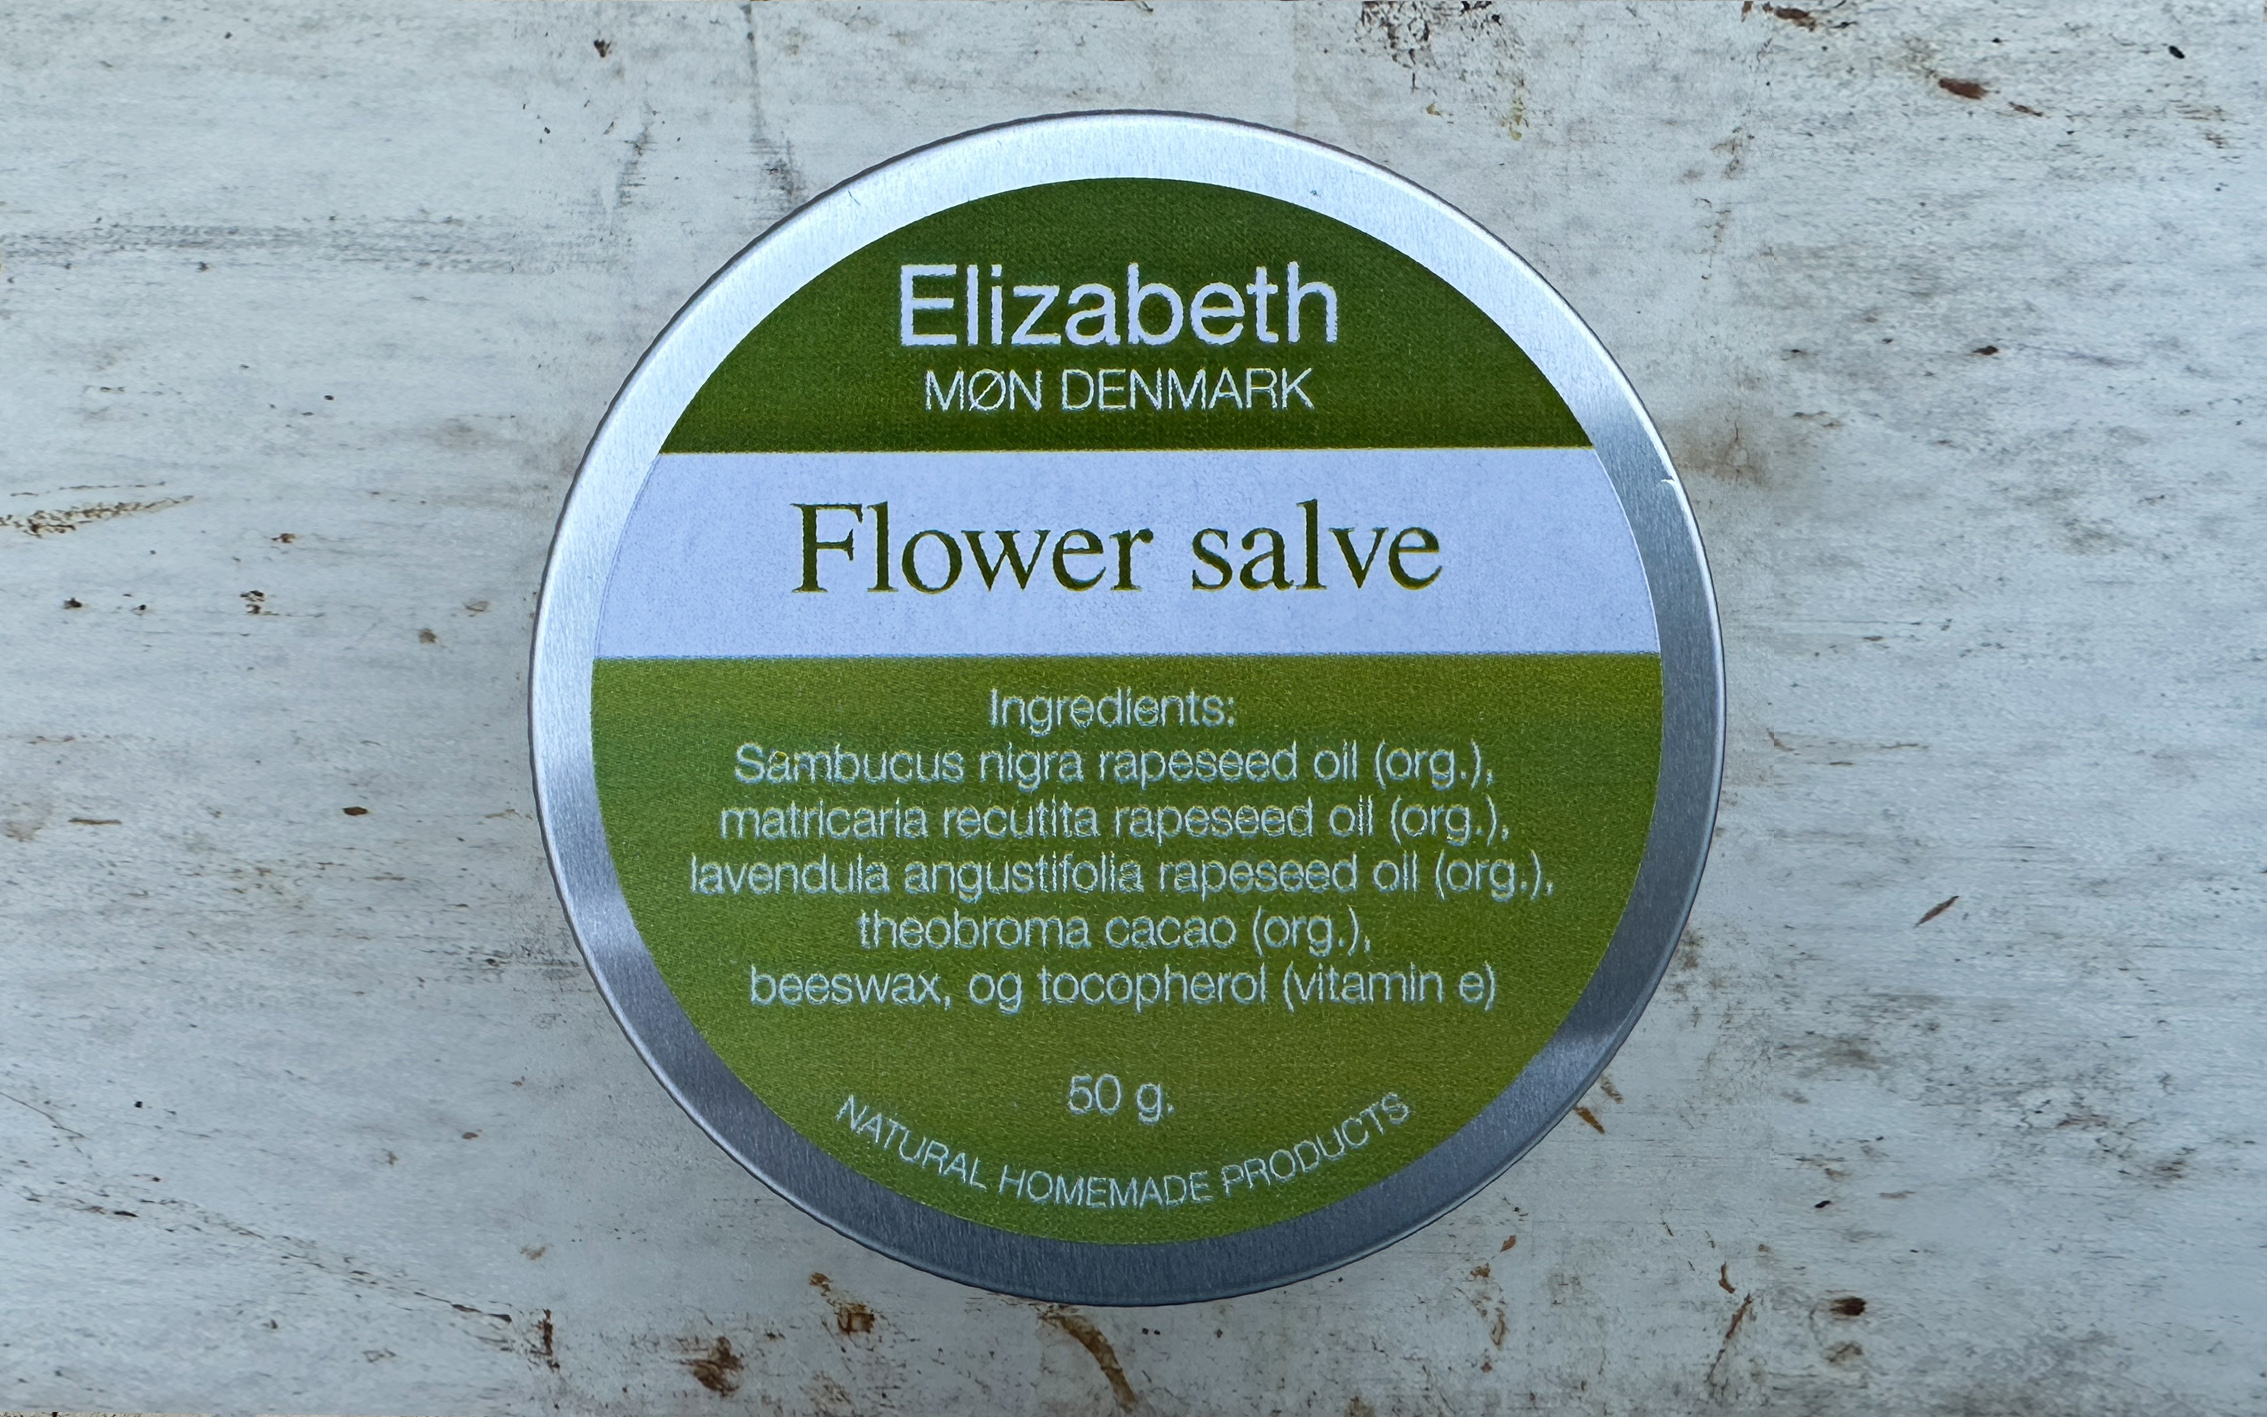 Elizabeth
MØN DENMARK
Flower salve
Ingredients:
Sambucus nigra rapeseed oil (org.),
matricaria recutita rapeseed oil (org.),
lavendula angustifolia rapeseed oil (org.),
theobroma cacao (org.),
beeswax, og tocopherol (vitamin e)
50 g.
NATURAL HOMEMADE PRODUCTS